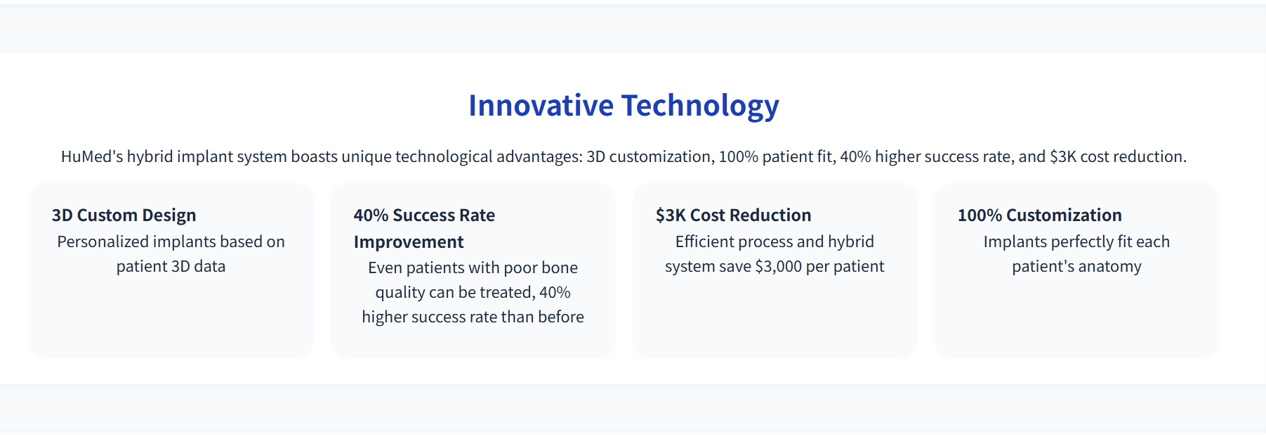 Innovative Technology
HuMed's hybrid implant system boasts unique technological advantages: 3D customization, 100% patient fit, 40% higher success rate, and $3K cost reduction.
3D Custom Design
Personalized implants based on
patient 3D data
40% Success Rate
Improvement
Even patients with poor bone
quality can be treated, 40%
higher success rate than before
$3K Cost Reduction
Efficient process and hybrid
system save $3,000 per patient
100% Customization
Implants perfectly fit each
patient's anatomy